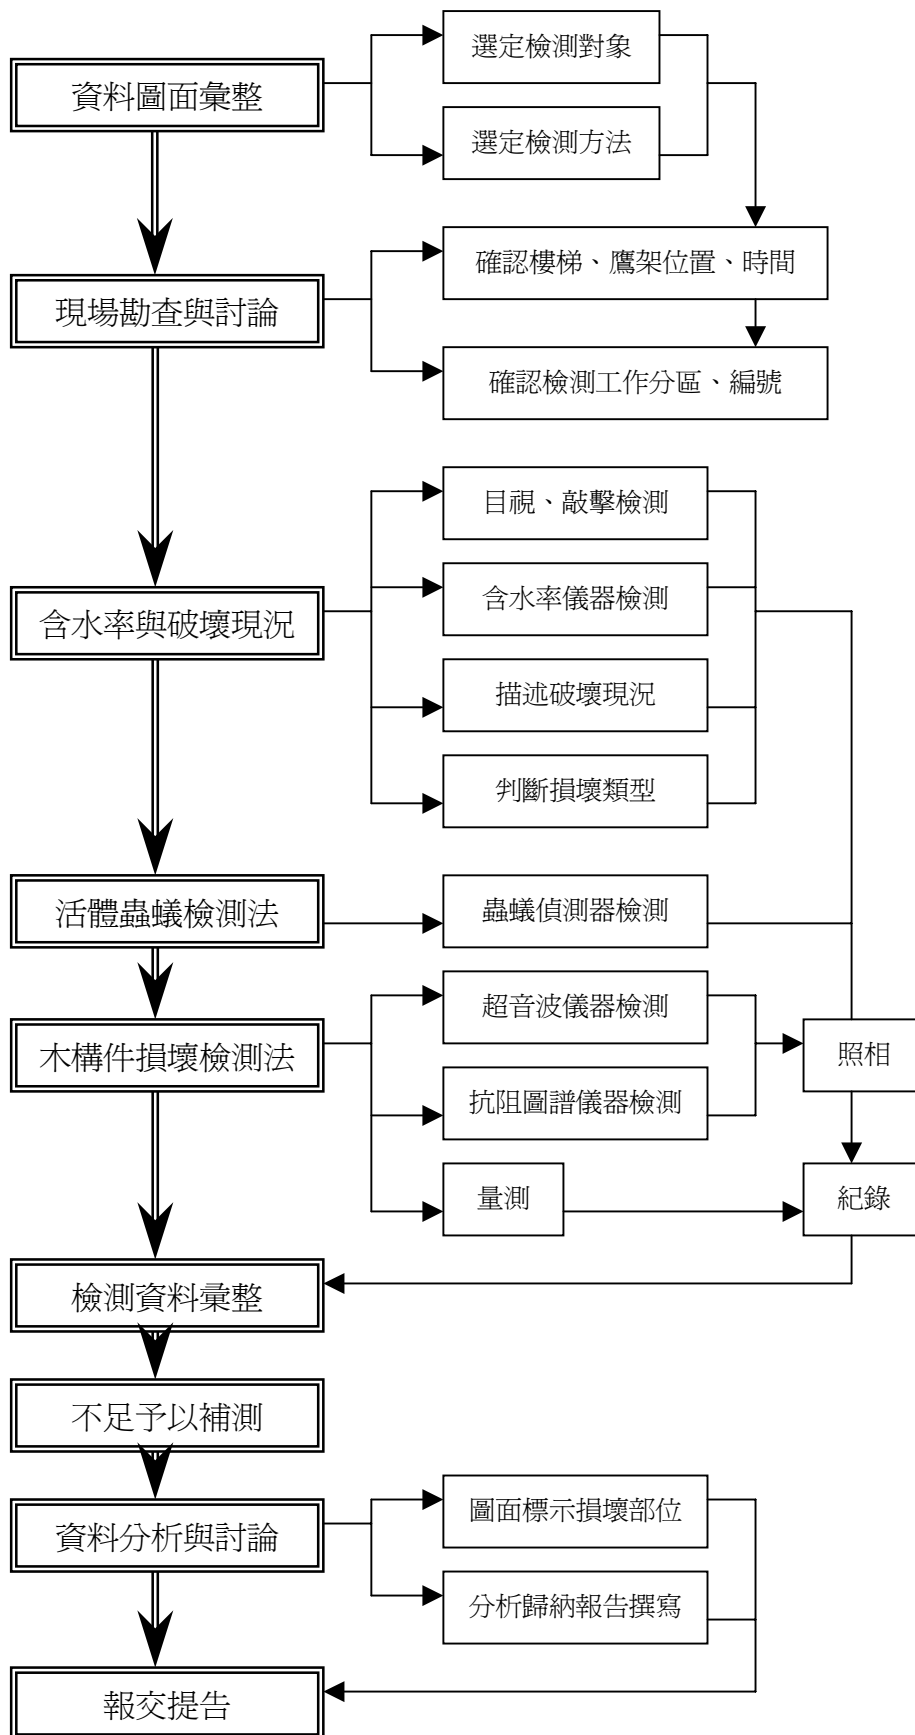 選定檢測對象
資料圖面彙整
選定檢測方法
確認樓梯、鷹架位置、時間
現場勘查與討論
確認檢測工作分區、編號
目視、敲擊檢測
含水率儀器檢測
含水率與破壞現況
描述破壞現況
判斷損壞類型
活體蟲蟻檢測法
蟲蟻偵測器檢測
超音波儀器檢測
木構件損壞檢測法
照相
抗阻圖譜儀器檢測
量測
紀錄
檢測資料彙整
不足予以補測
圖面標示損壞部位
資料分析與討論
分析歸納報告撰寫
報交提告